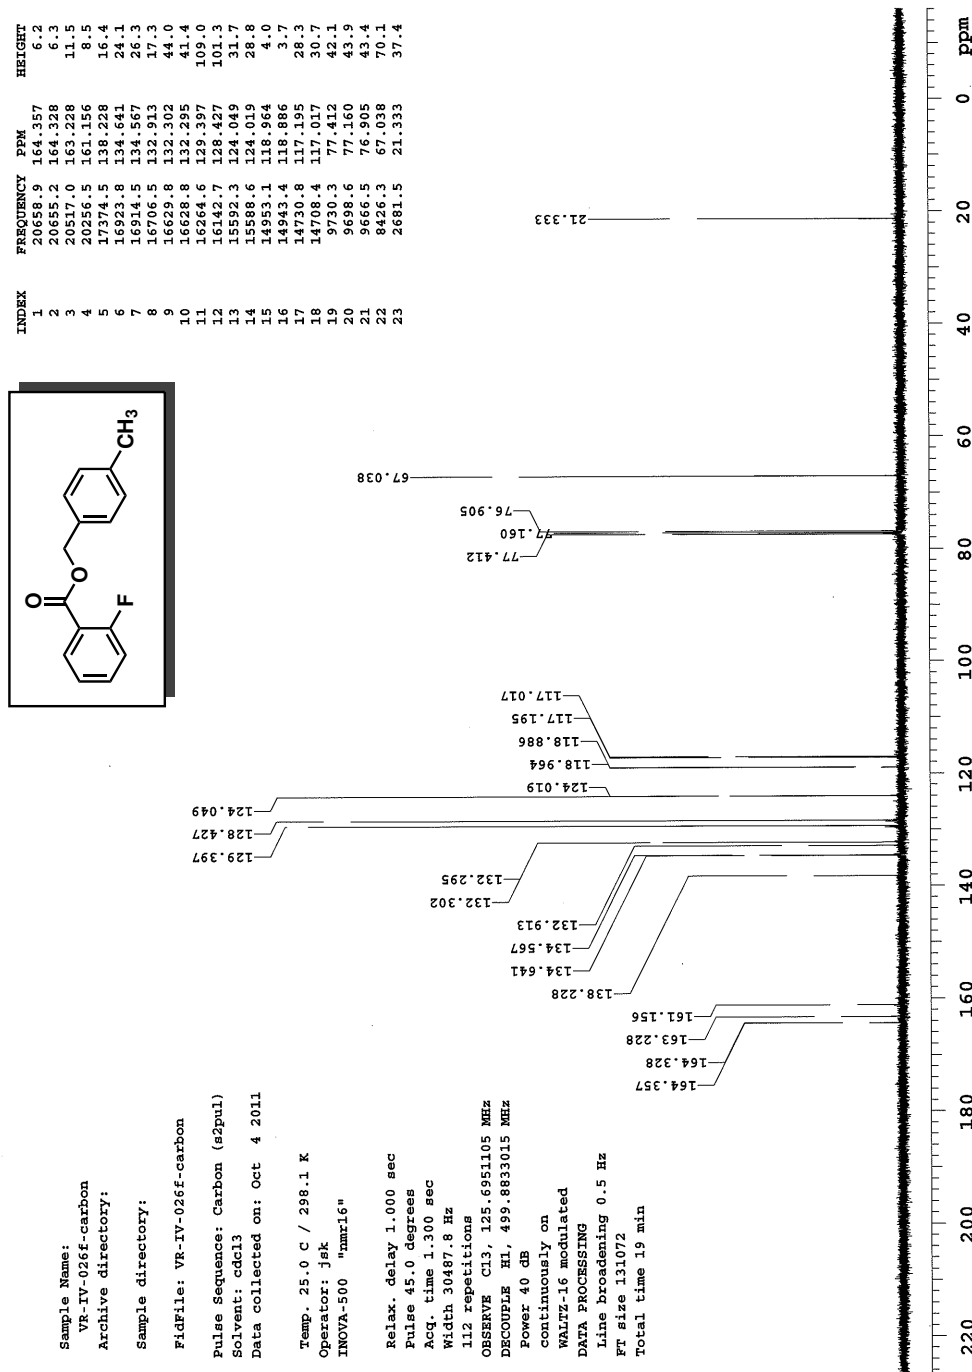 Sample Name:
VR-IV-026f-carbon
Archive directory:
Sample directory:
FidFile: VR-IV-026f-carbon
Pulse Sequence: Carbon (s2pul)
Solvent: cdcl3
Data collected on: Oct 4 2011
Temp. 25.0 C / 298.1 K
Operator: jsk
INOVA-500 "nmr16"
Relax. delay 1.000 sec
Pulse 45.0 degrees
Acq. time 1.300 sec
Width 30487.8 Hz
112 repetitions
OBSERVE C13, 125.6951105 MHz
DECOUPLE H1, 499.8833015 MHz
Power 40 dB
continuously on
WALTZ-16 modulated
DATA PROCESSING
Line broadening 0.5 Hz
FT size 131072
Total time 19 min
O
O
F
CH3
INDEX FREQUENCY PPM HEIGHT
1 20658.9 164.357 6.2
2 20655.2 164.328 6.3
3 20517.0 163.228 11.5
4 20256.5 161.156 8.5
5 17374.5 138.228 16.4
6 16923.8 134.641 24.1
7 16914.5 134.567 26.3
8 16706.5 132.913 17.3
9 16629.8 132.302 44.0
10 16628.8 132.295 41.4
11 16264.6 129.397 109.0
12 16142.7 128.427 101.3
13 15592.3 124.049 31.7
14 15588.6 124.019 28.8
15 14953.1 118.964 4.0
16 14943.4 118.886 3.7
17 14730.8 117.195 28.3
18 14708.4 117.017 30.7
19 9730.3 77.412 42.1
20 9698.6 77.160 43.9
21 9666.5 76.905 43.4
22 8426.3 67.038 70.1
23 2681.5 21.333 37.4
164.357
164.328
163.228
161.156
138.228
134.641
134.567
132.913
132.302
132.295
129.397
128.427
124.049
124.019
118.964
118.886
117.195
117.017
77.412
77.160
76.905
67.038
21.333
220 200 180 160 140 120 100 80 60 40 20 0 ppm